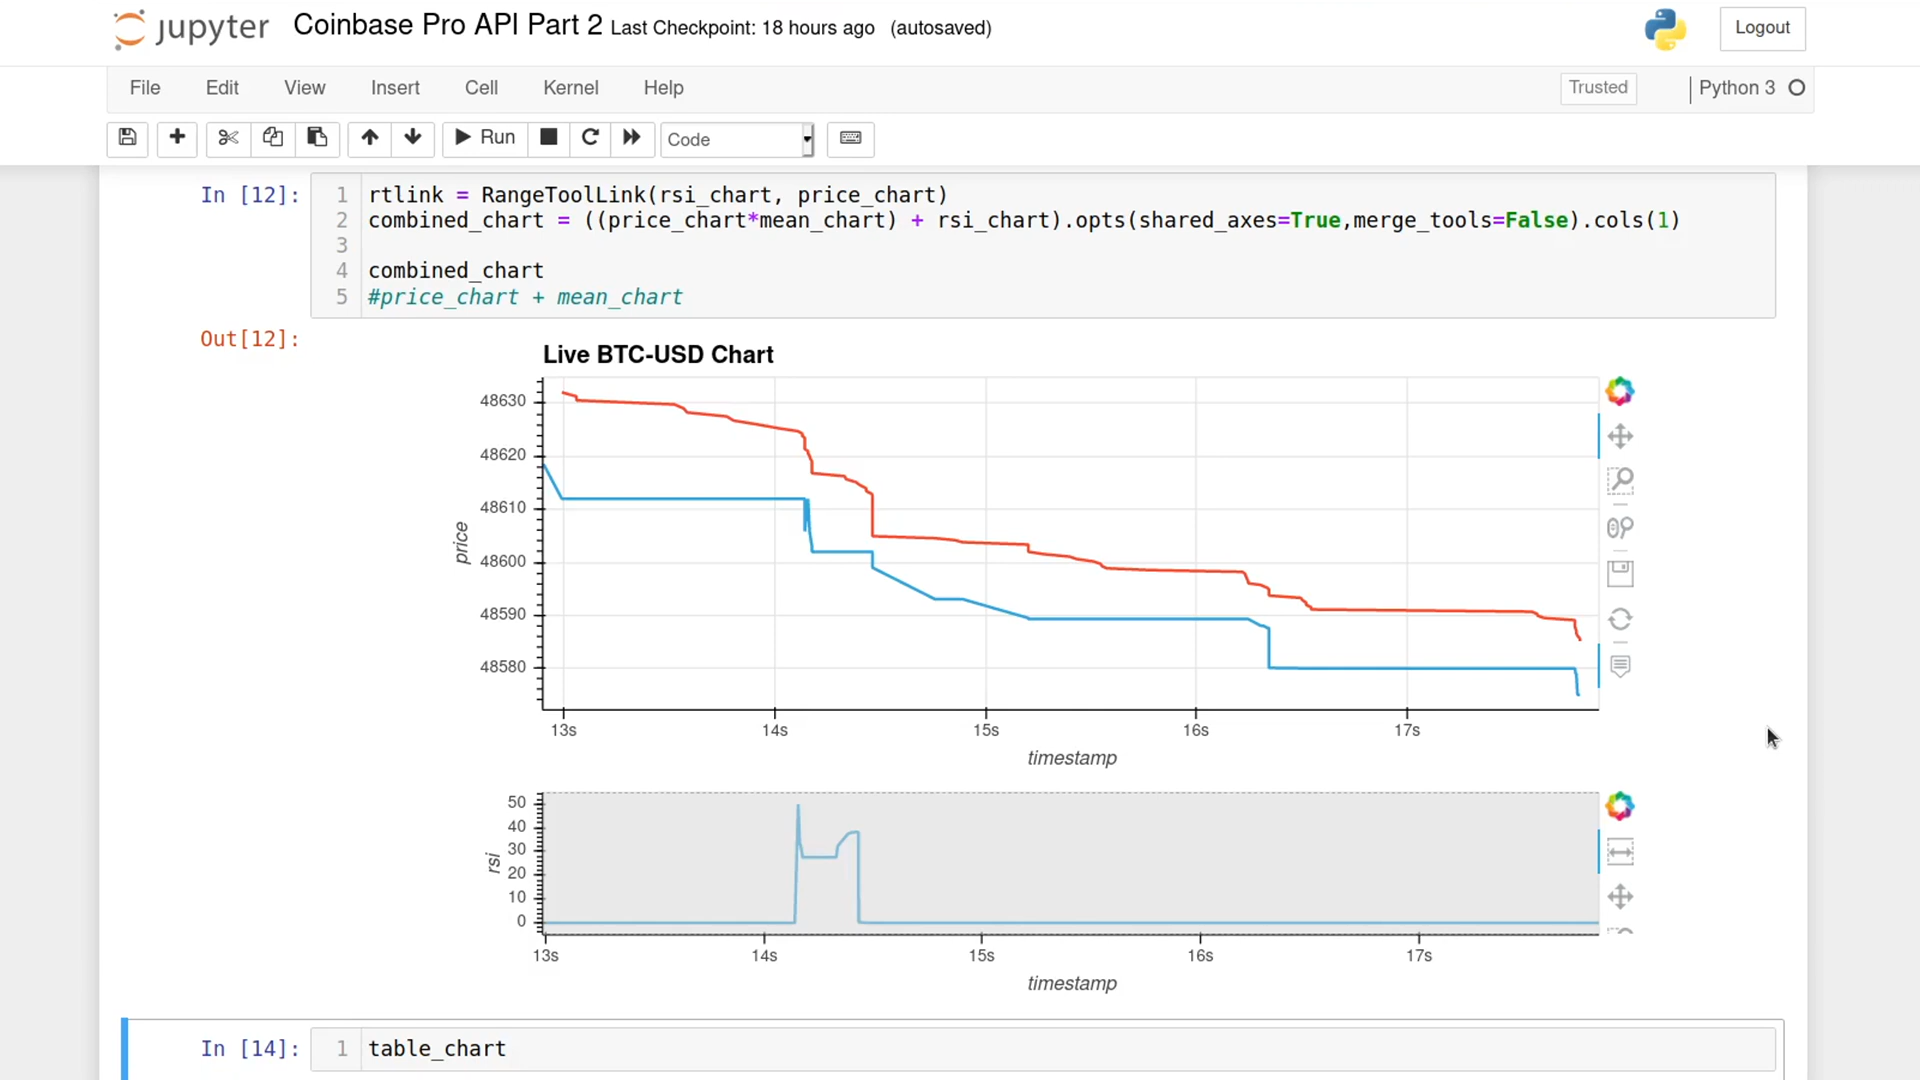 jupyter Coinbase Pro API Part 2 Last Checkpoint: 18 hours ago (autosaved) Logout
File Edit View Insert Cell Kernel Help Trusted Python 3
Run Code
In [12]:
1 rtlink = RangeToolLink(rsi_chart, price_chart)
2 combined_chart = ((price_chart*mean_chart) + rsi_chart).opts(shared_axes=True,merge_tools=False).cols(1)
3
4 combined_chart
5 #price_chart + mean_chart
Out[12]:
Live BTC-USD Chart
price
48630
48620
48610
48600
48590
48580
13s 14s 15s 16s 17s
timestamp
rsi
50
40
30
20
10
0
13s 14s 15s 16s 17s
timestamp
In [14]: 1 table_chart